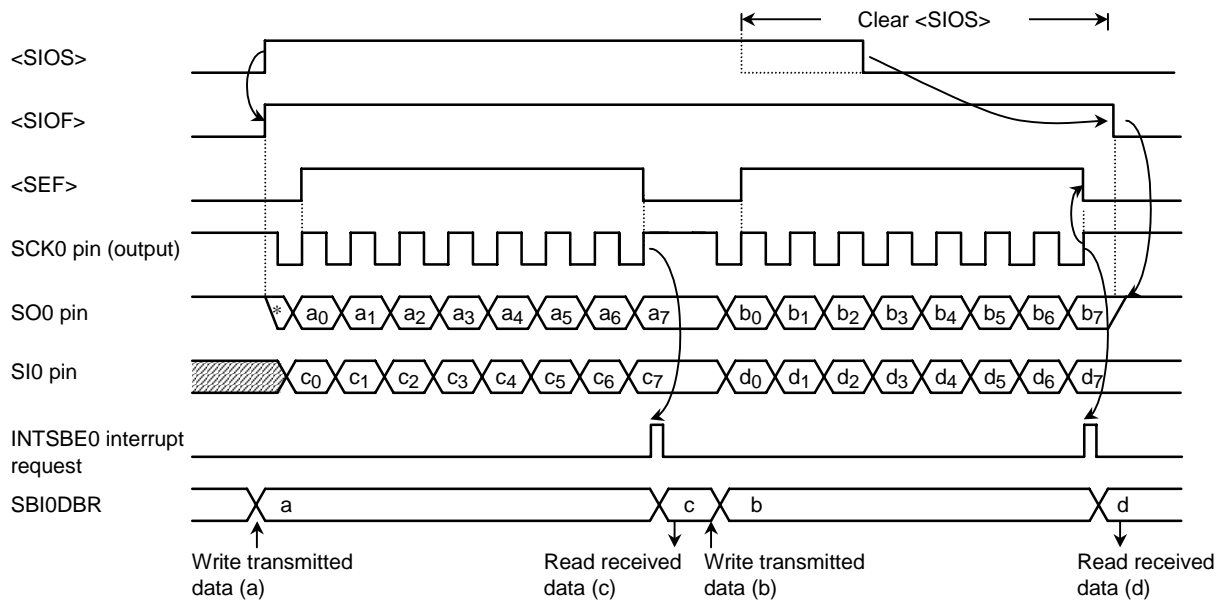 Clear <SIOS>
<SIOS>
<SIOF>
<SEF>
SCK0 pin (output)
SO0 pin
* a0 a1 a2 a3 a4 a5 a6 a7 b0 b1 b2 b3 b4 b5 b6 b7
SI0 pin
c0 c1 c2 c3 c4 c5 c6 c7 d0 d1 d2 d3 d4 d5 d6 d7
INTSBE0 interrupt
request
SBI0DBR
a c b d
Write transmitted
data (a)
Read received
data (c)
Write transmitted
data (b)
Read received
data (d)